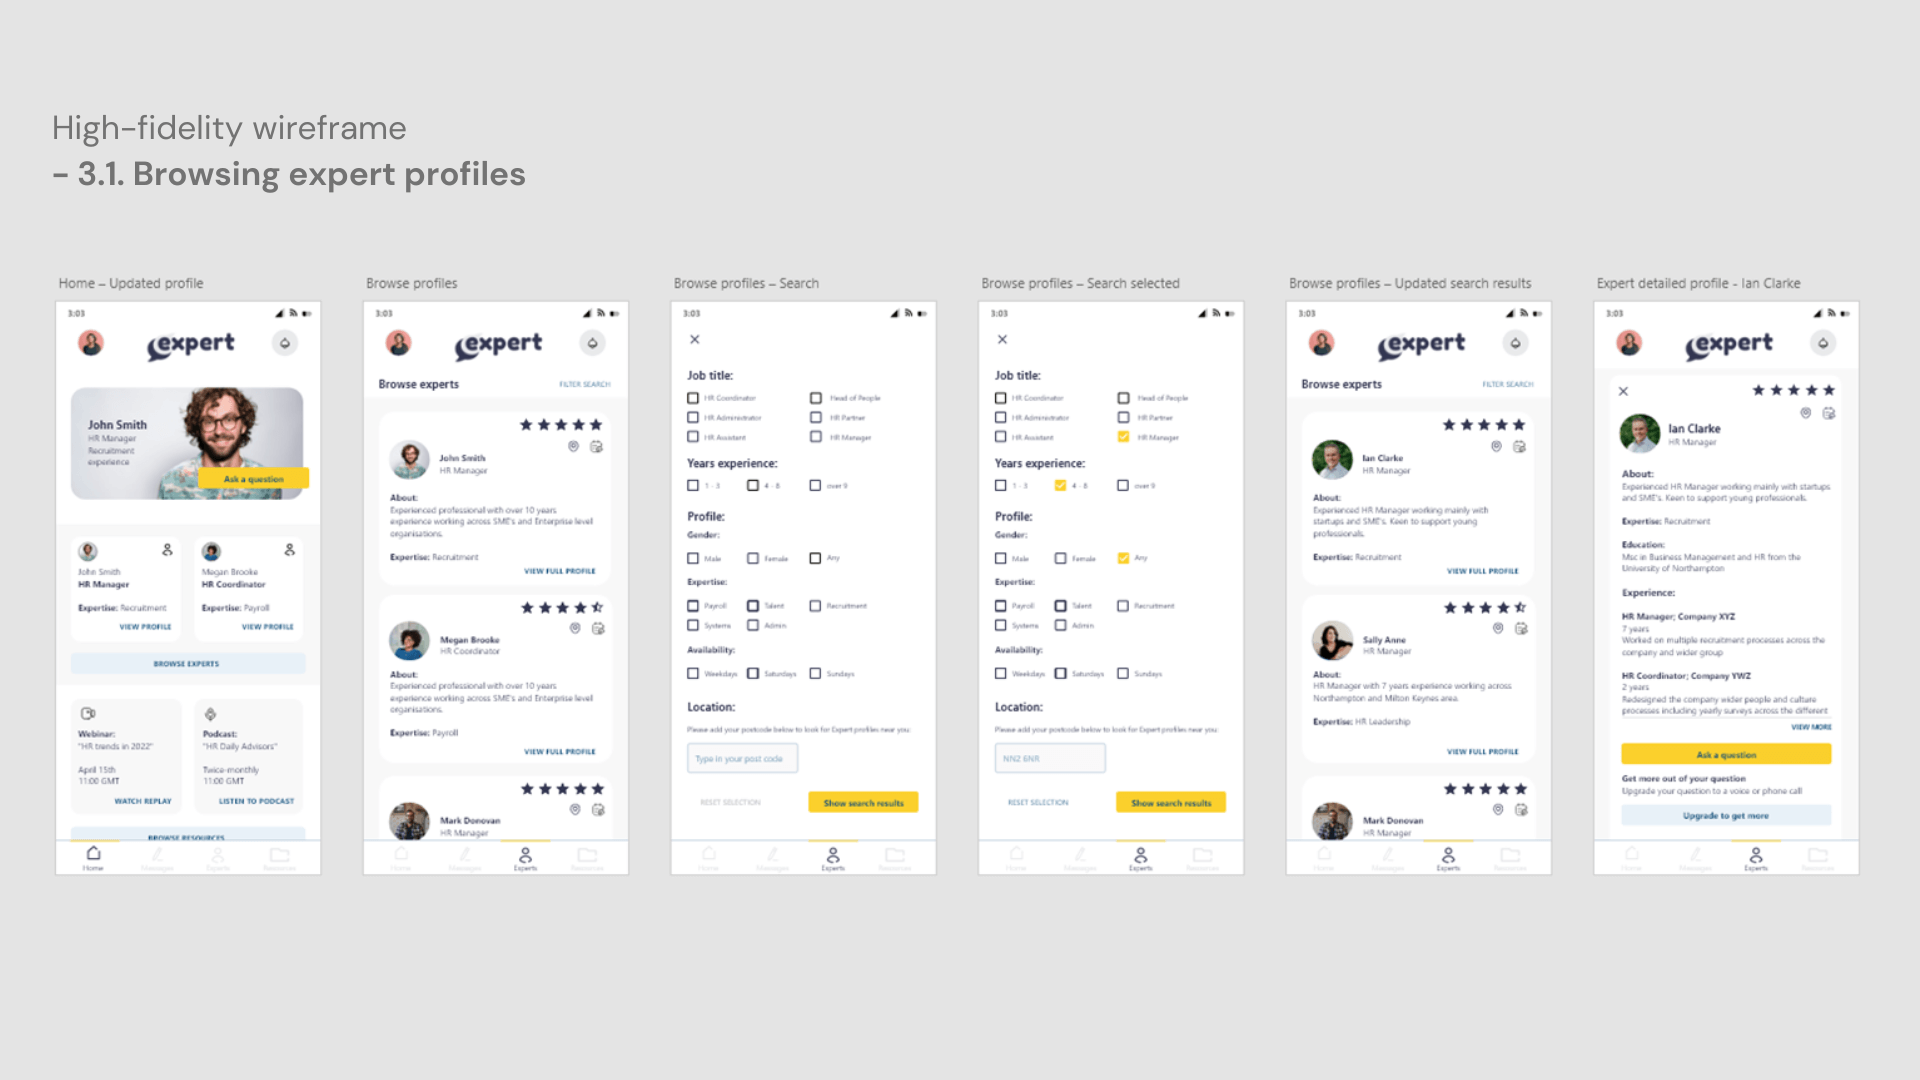 High-fidelity wireframe
- 3.1. Browsing expert profiles
Home – Updated profile
3:03
expert
John Smith
HR Manager
Recruitment
experience
Ask a question
John Smith
HR Manager
Expertise: Recruitment
VIEW PROFILE
Megan Brooke
HR Coordinator
Expertise: Payroll
VIEW PROFILE
BROWSE EXPERTS
Webinar:
"HR trends in 2022"
April 15th
11:00 GMT
WATCH REPLAY
Podcast:
"HR Daily Advisors"
Twice-monthly
11:00 GMT
LISTEN TO PODCAST
BROWSE RESOURCES
Home
Messages
Experts
Resources
Browse profiles
3:03
expert
Browse experts
FILTER SEARCH
John Smith
HR Manager
About:
Experienced professional with over 10 years
experience working across SME's and Enterprise level
organisations.
Expertise: Recruitment
VIEW FULL PROFILE
Megan Brooke
HR Coordinator
About:
Experienced professional with over 10 years
experience working across SME's and Enterprise level
organisations.
Expertise: Payroll
VIEW FULL PROFILE
Mark Donovan
HR Manager
Home
Messages
Experts
Resources
Browse profiles – Search
3:03
Job title:
HR Coordinator
Head of People
HR Administrator
HR Partner
HR Assistant
HR Manager
Years experience:
1 - 3
4 - 8
over 9
Profile:
Gender:
Male
Female
Any
Expertise:
Payroll
Talent
Recruitment
Systems
Admin
Availability:
Weekdays
Saturdays
Sundays
Location:
Please add your postcode below to look for Expert profiles near you:
Type in your post code
RESET SELECTION
Show search results
Home
Messages
Experts
Resources
Browse profiles – Search selected
3:03
Job title:
HR Coordinator
Head of People
HR Administrator
HR Partner
HR Assistant
HR Manager
Years experience:
1 - 3
4 - 8
over 9
Profile:
Gender:
Male
Female
Any
Expertise:
Payroll
Talent
Recruitment
Systems
Admin
Availability:
Weekdays
Saturdays
Sundays
Location:
Please add your postcode below to look for Expert profiles near you:
NN2 6NR
RESET SELECTION
Show search results
Home
Messages
Experts
Resources
Browse profiles – Updated search results
3:03
expert
Browse experts
FILTER SEARCH
Ian Clarke
HR Manager
About:
Experienced HR Manager working mainly with
startups and SME's. Keen to support young
professionals.
Expertise: Recruitment
VIEW FULL PROFILE
Sally Anne
HR Manager
About:
HR Manager with 7 years experience working across
Northampton and Milton Keynes area.
Expertise: HR Leadership
VIEW FULL PROFILE
Mark Donovan
HR Manager
Home
Messages
Experts
Resources
Expert detailed profile - Ian Clarke
3:03
expert
Ian Clarke
HR Manager
About:
Experienced HR Manager working mainly with startups
and SME's. Keen to support young professionals.
Expertise: Recruitment
Education:
Msc in Business Management and HR from the
University of Northampton
Experience:
HR Manager; Company XYZ
7 years
Worked on multiple recruitment processes across the
company and wider group
HR Coordinator; Company YWZ
2 years
Redesigned the company wider people and culture
processes including yearly surveys across the different
VIEW MORE
Ask a question
Get more out of your question
Upgrade your question to a voice or phone call
Upgrade to get more
Home
Messages
Experts
Resources